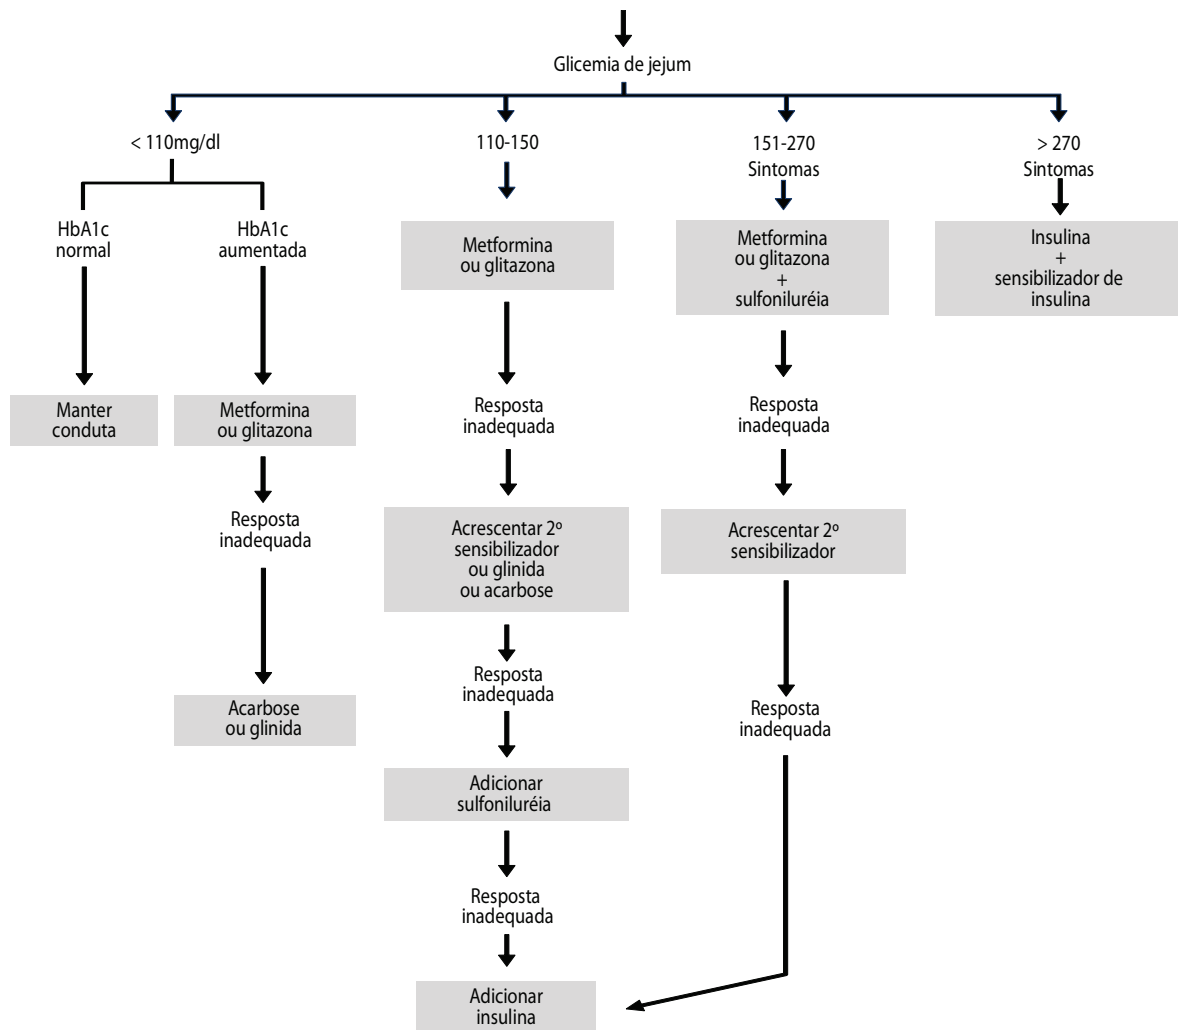 Glicemia de jejum
< 110mg/dl
HbA1c
normal
Manter
conduta
HbA1c
aumentada
Metformina
ou glitazona
Resposta
inadequada
Acarbose
ou glinida
110-150
Metformina
ou glitazona
Resposta
inadequada
Acrescentar 2º
sensibilizador
ou glinida
ou acarbose
Resposta
inadequada
Adicionar
sulfoniluréia
Resposta
inadequada
Adicionar
insulina
151-270
Sintomas
Metformina
ou glitazona
+
sulfoniluréia
Resposta
inadequada
Acrescentar 2º
sensibilizador
Resposta
inadequada
> 270
Sintomas
Insulina
+
sensibilizador de
insulina